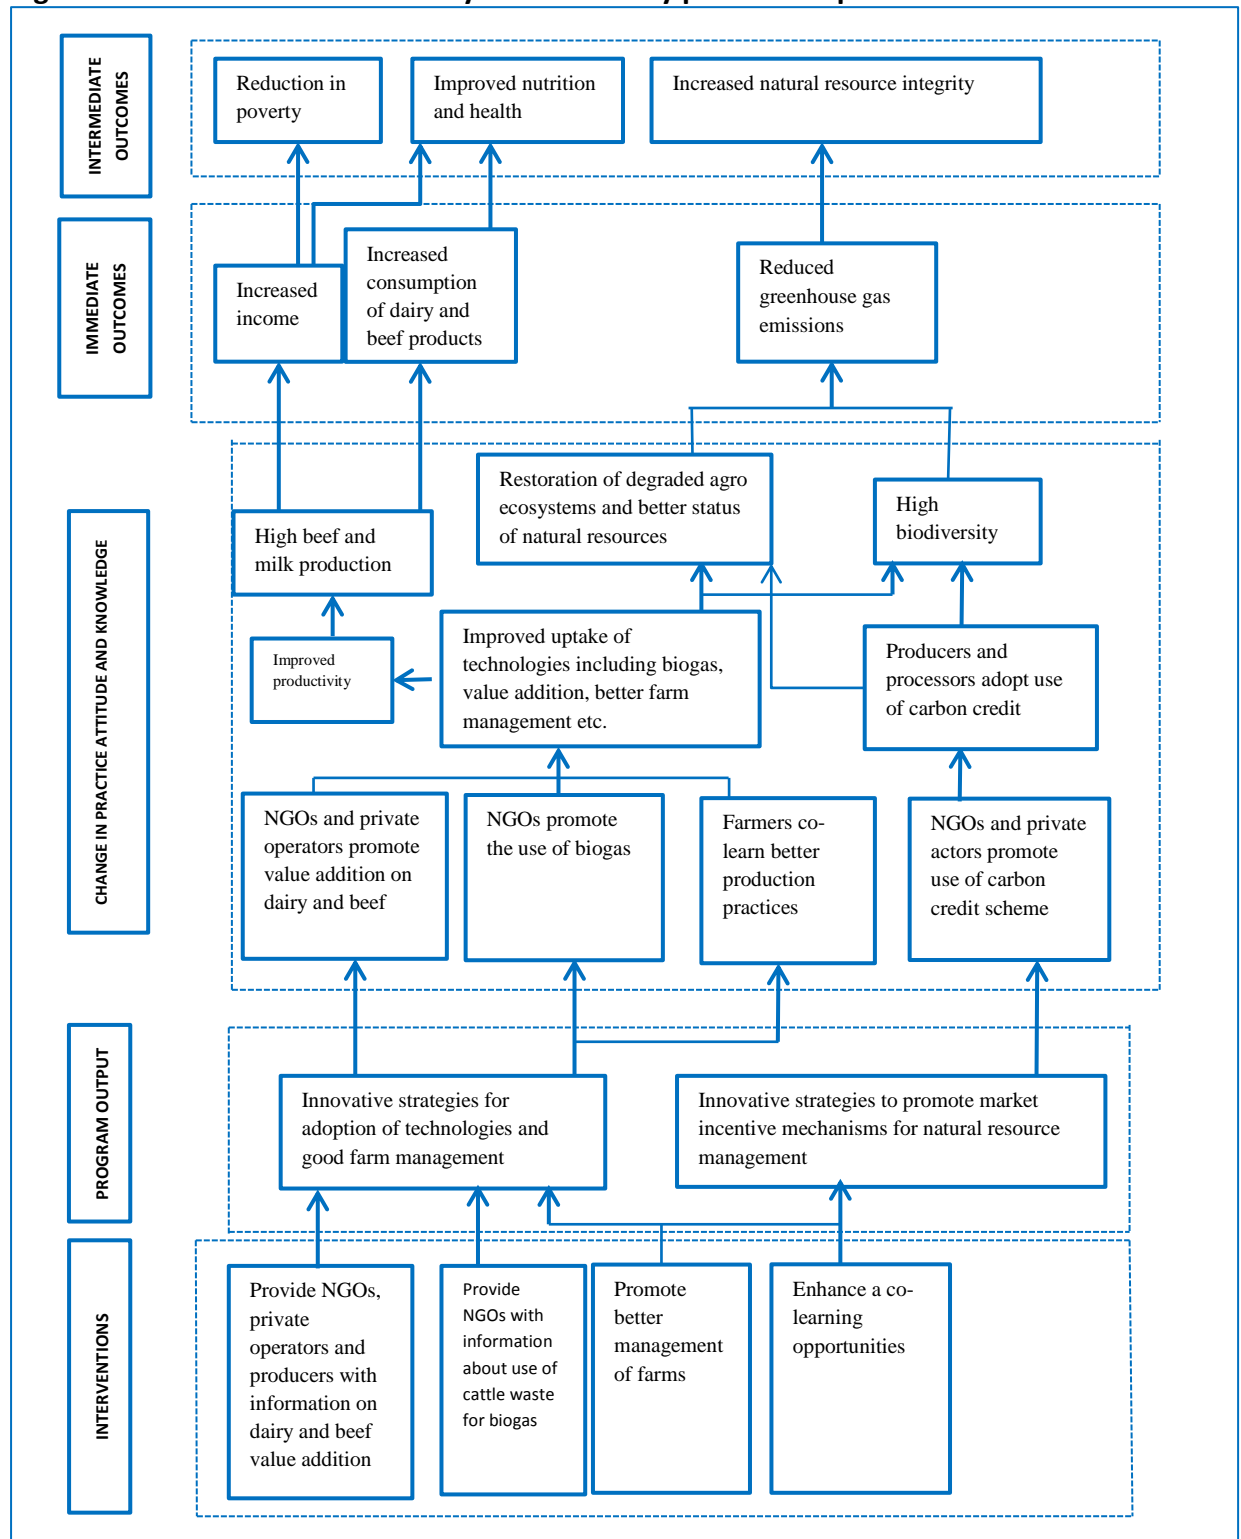 INTERMEDIATE
OUTCOMES
Reduction in
poverty
Improved nutrition
and health
Increased natural resource integrity
IMMEDIATE
OUTCOMES
Increased
income
Increased
consumption
of dairy and
beef products
Reduced
greenhouse gas
emissions
CHANGE IN PRACTICE ATTITUDE AND KNOWLEDGE
High beef and
milk production
Restoration of degraded agro
ecosystems and better status
of natural resources
High
biodiversity
Improved
productivity
Improved uptake of
technologies including biogas,
value addition, better farm
management etc.
Producers and
processors adopt use
of carbon credit
NGOs and private
operators promote
value addition on
dairy and beef
NGOs promote
the use of biogas
Farmers co-
learn better
production
practices
NGOs and private
actors promote
use of carbon
credit scheme
PROGRAM OUTPUT
Innovative strategies for
adoption of technologies and
good farm management
Innovative strategies to promote market
incentive mechanisms for natural resource
management
INTERVENTIONS
Provide NGOs,
private
operators and
producers with
information on
dairy and beef
value addition
Provide
NGOs with
information
about use of
cattle waste
for biogas
Promote
better
management
of farms
Enhance a co-
learning
opportunities